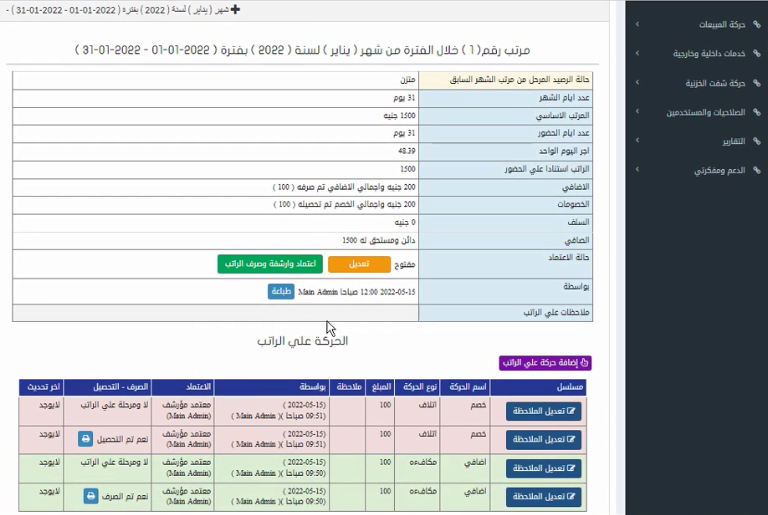 شهر ( يناير ) لسنة ( 2022 ) بفترة ( 2022-01-01 - 2022-01-31 ) -
حركة المبيعات
خدمات داخلية وخارجية
حركة شفت الخزنية
الصلاحيات والمستخدمين
التقارير
الدعم ومفكرتي
مرتب رقم( 1 ) خلال الفترة من شهر ( يناير ) لسنة ( 2022 ) بفترة ( 2022-01-01 - 2022-01-31 )
حالة الرصيد المرحل من مرتب الشهر السابق متزن
عدد ايام الشهر 31 يوم
المرتب الاساسي 1500 جنيه
عدد ايام الحضور 31 يوم
اجر اليوم الواحد 48.39
الراتب استنادا علي الحضور 1500
الاضافي 200 جنيه واجمالي الاضافي تم صرفه ( 100 )
الخصومات 200 جنيه واجمالي الخصم تم تحصيله ( 100 )
السلف 0 جنيه
الصافي دائن ومستحق له 1500
حالة الاعتماد مفتوح تعديل اعتماد وارشفة وصرف الراتب
بواسطة 2022-05-15 12:00 صباحا Main Admin طباعة
ملاحظات علي الراتب
الحركة علي الراتب
إضافة حركة علي الراتب
مسلسل اسم الحركة نوع الحركة المبلغ ملاحظة بواسطة الاعتماد الصرف - التحصيل اخر تحديث
تعديل الملاحظة خصم اتلاف 100 (2022-05-15) ( معتمد مؤرشف لا ومرحلة علي الراتب لايوجد
09:51 صباحا )( Main Admin ) (Main Admin)
تعديل الملاحظة خصم اتلاف 100 (2022-05-15) ( معتمد مؤرشف نعم تم التحصيل لايوجد
09:51 صباحا )( Main Admin ) (Main Admin)
تعديل الملاحظة اضافي مكافءه 100 (2022-05-15) ( معتمد مؤرشف لا ومرحلة علي الراتب لايوجد
09:50 صباحا )( Main Admin ) (Main Admin)
تعديل الملاحظة اضافي مكافءه 100 (2022-05-15) ( معتمد مؤرشف نعم تم الصرف لايوجد
09:50 صباحا )( Main Admin ) (Main Admin)